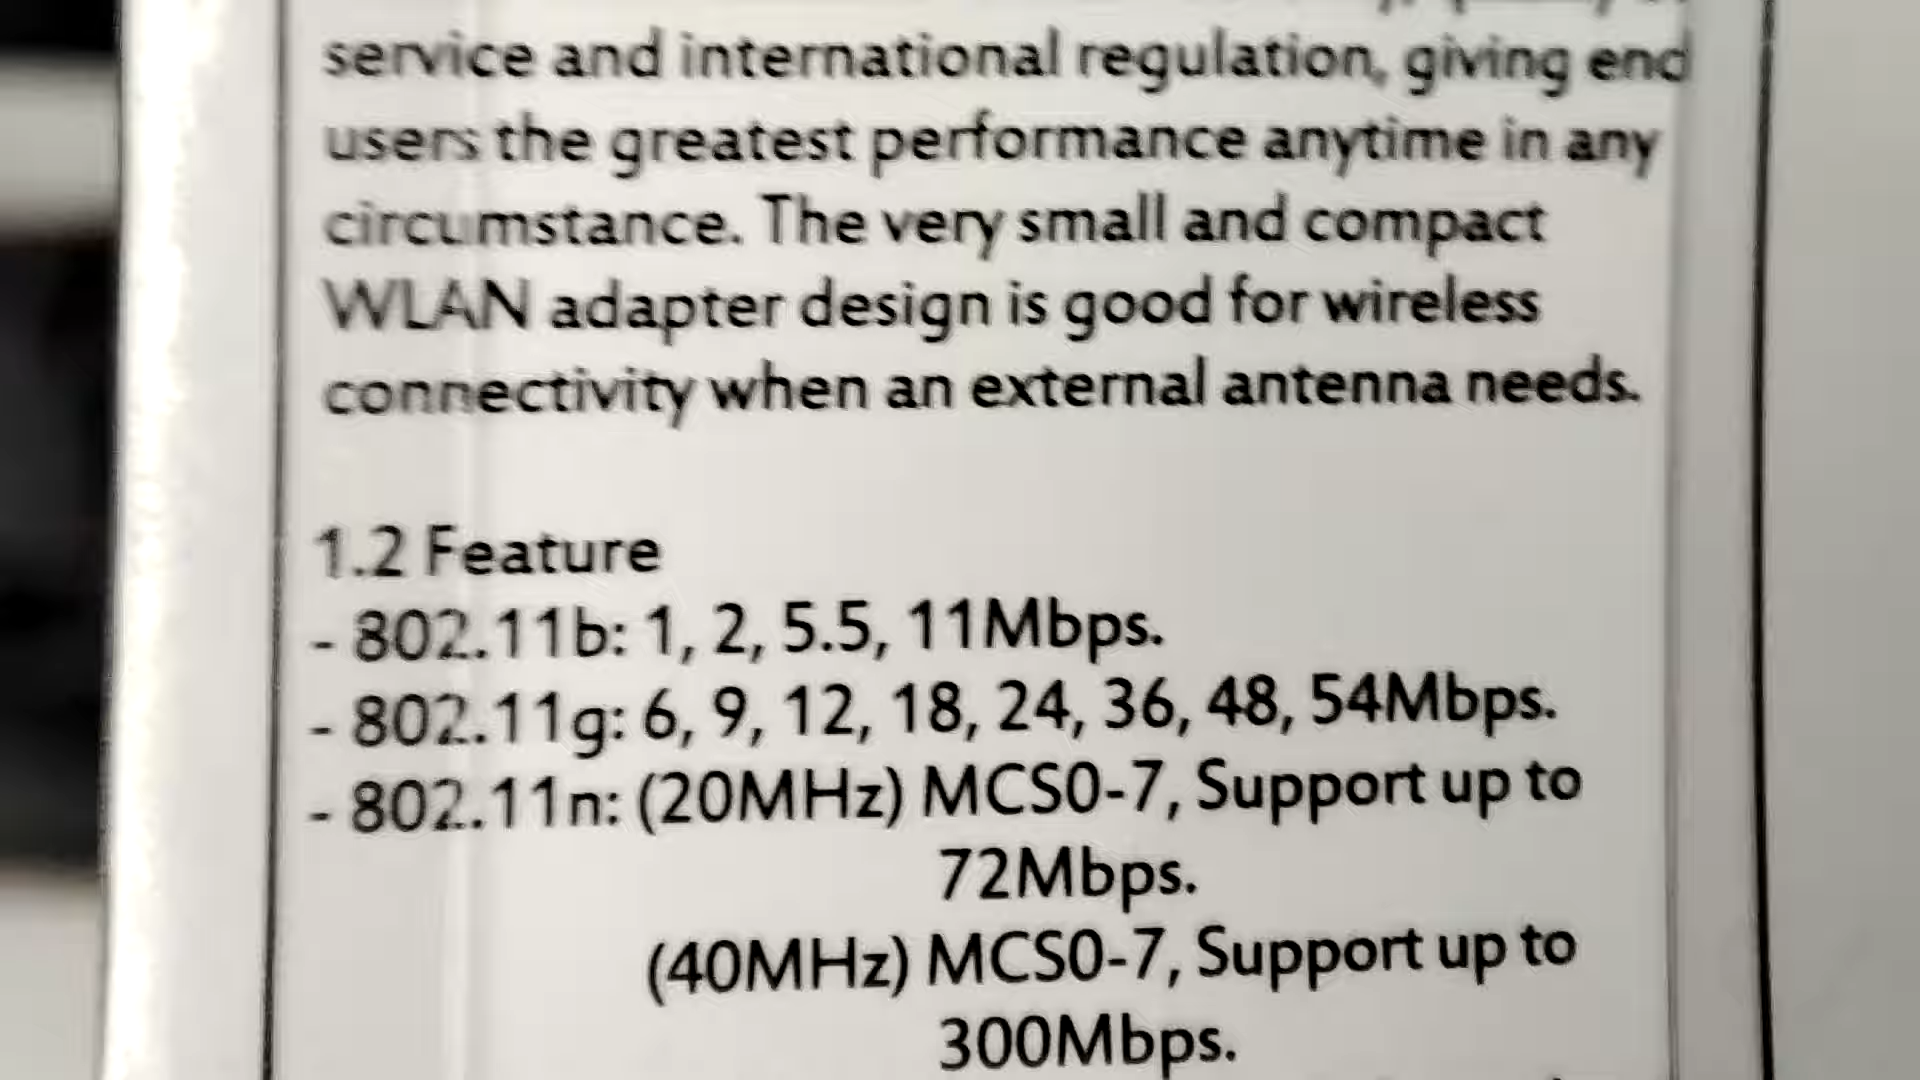 service and international regulation, giving end
users the greatest performance anytime in any
circumstance. The very small and compact
WLAN adapter design is good for wireless
connectivity when an external antenna needs.
1.2 Feature
- 802.11b: 1, 2, 5.5, 11Mbps.
- 802.11g: 6, 9, 12, 18, 24, 36, 48, 54Mbps.
- 802.11n: (20MHz) MCS0-7, Support up to
72Mbps.
(40MHz) MCS0-7, Support up to
300Mbps.